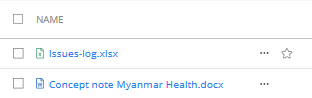 NAME
Issues-log.xlsx
Concept note Myanmar Health.docx